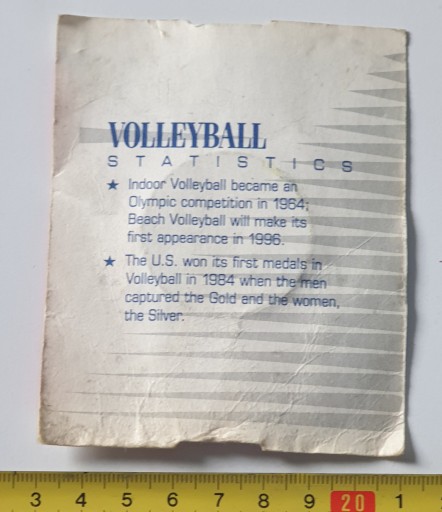 VOLLEYBALL
STATISTICS
★ Indoor Volleyball became an
Olympic competition in 1964;
Beach Volleyball will make its
first appearance in 1996.
★ The U.S. won its first medals in
Volleyball in 1984 when the men
captured the Gold and the women,
the Silver.
3 4 5 6 7 8 9 20 1